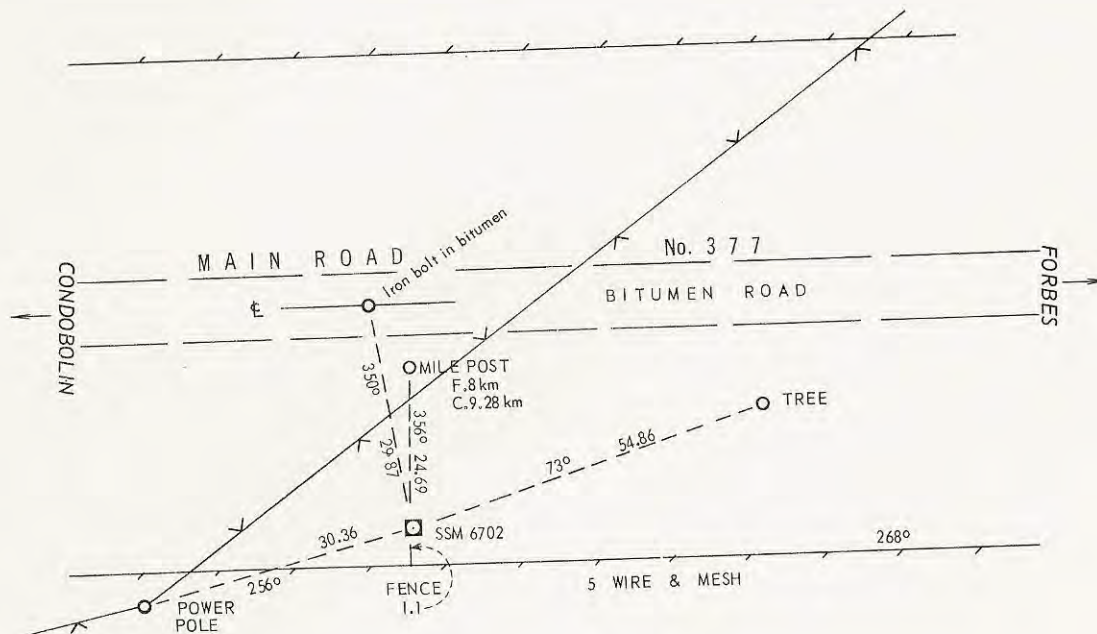 MAIN ROAD
No. 377
Iron bolt in bitumen
CONDOBOLIN
FORBES
℄
BITUMEN ROAD
MILE POST
F.8km
C.9.28 km
350°
29.87
356° 24.69
TREE
54.86
73°
SSM 6702
30.36
256°
268°
FENCE
1.1
5 WIRE & MESH
POWER
POLE